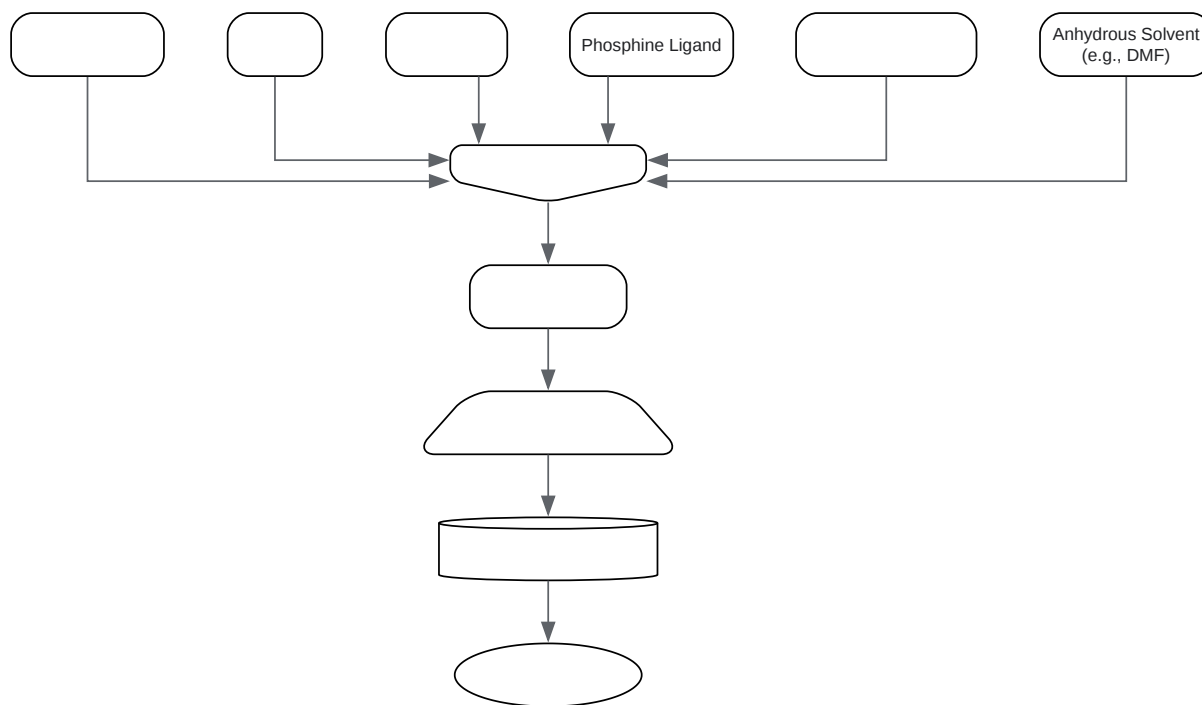 Phosphine Ligand
Anhydrous Solvent
(e.g., DMF)